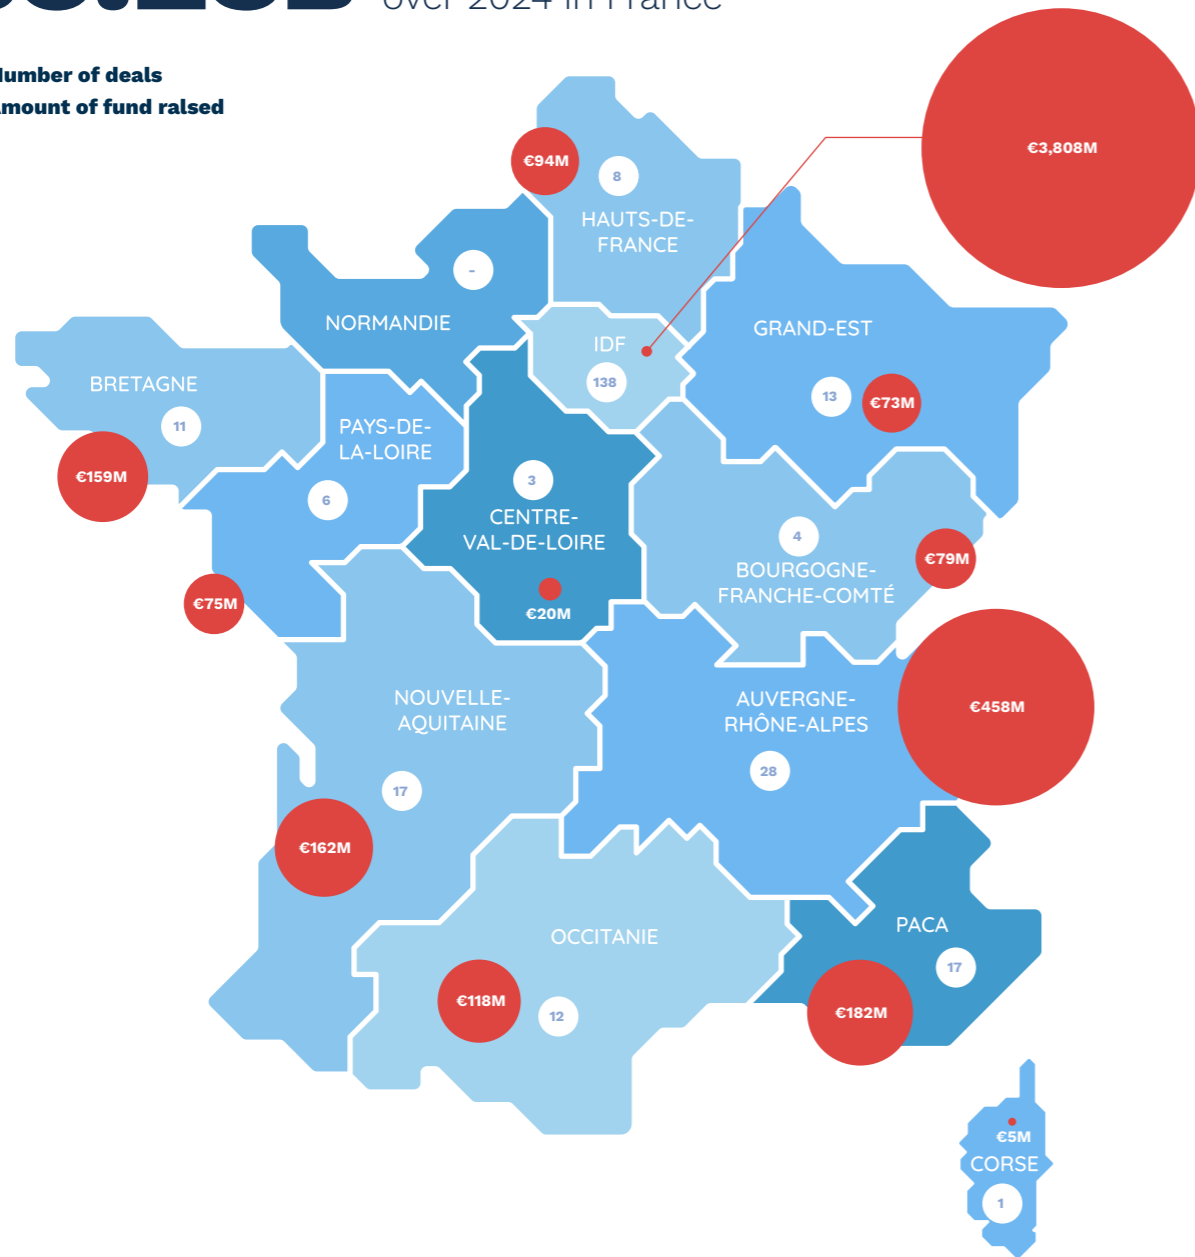 over 2024 in France
Number of deals
Amount of fund raised
€3,808M
€94M
8
HAUTS-DE-
FRANCE
-
NORMANDIE
GRAND-EST
IDF
138
13
€73M
BRETAGNE
11
€159M
PAYS-DE-
LA-LOIRE
6
€75M
3
CENTRE-
VAL-DE-LOIRE
€20M
4
BOURGOGNE-
FRANCHE-COMTÉ
€79M
NOUVELLE-
AQUITAINE
17
€162M
AUVERGNE-
RHÔNE-ALPES
28
€458M
OCCITANIE
€118M
12
PACA
17
€182M
€5M
CORSE
1